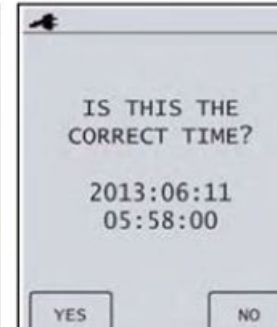 IS THIS THE
CORRECT TIME?
2013:06:11
05:58:00
YES
NO